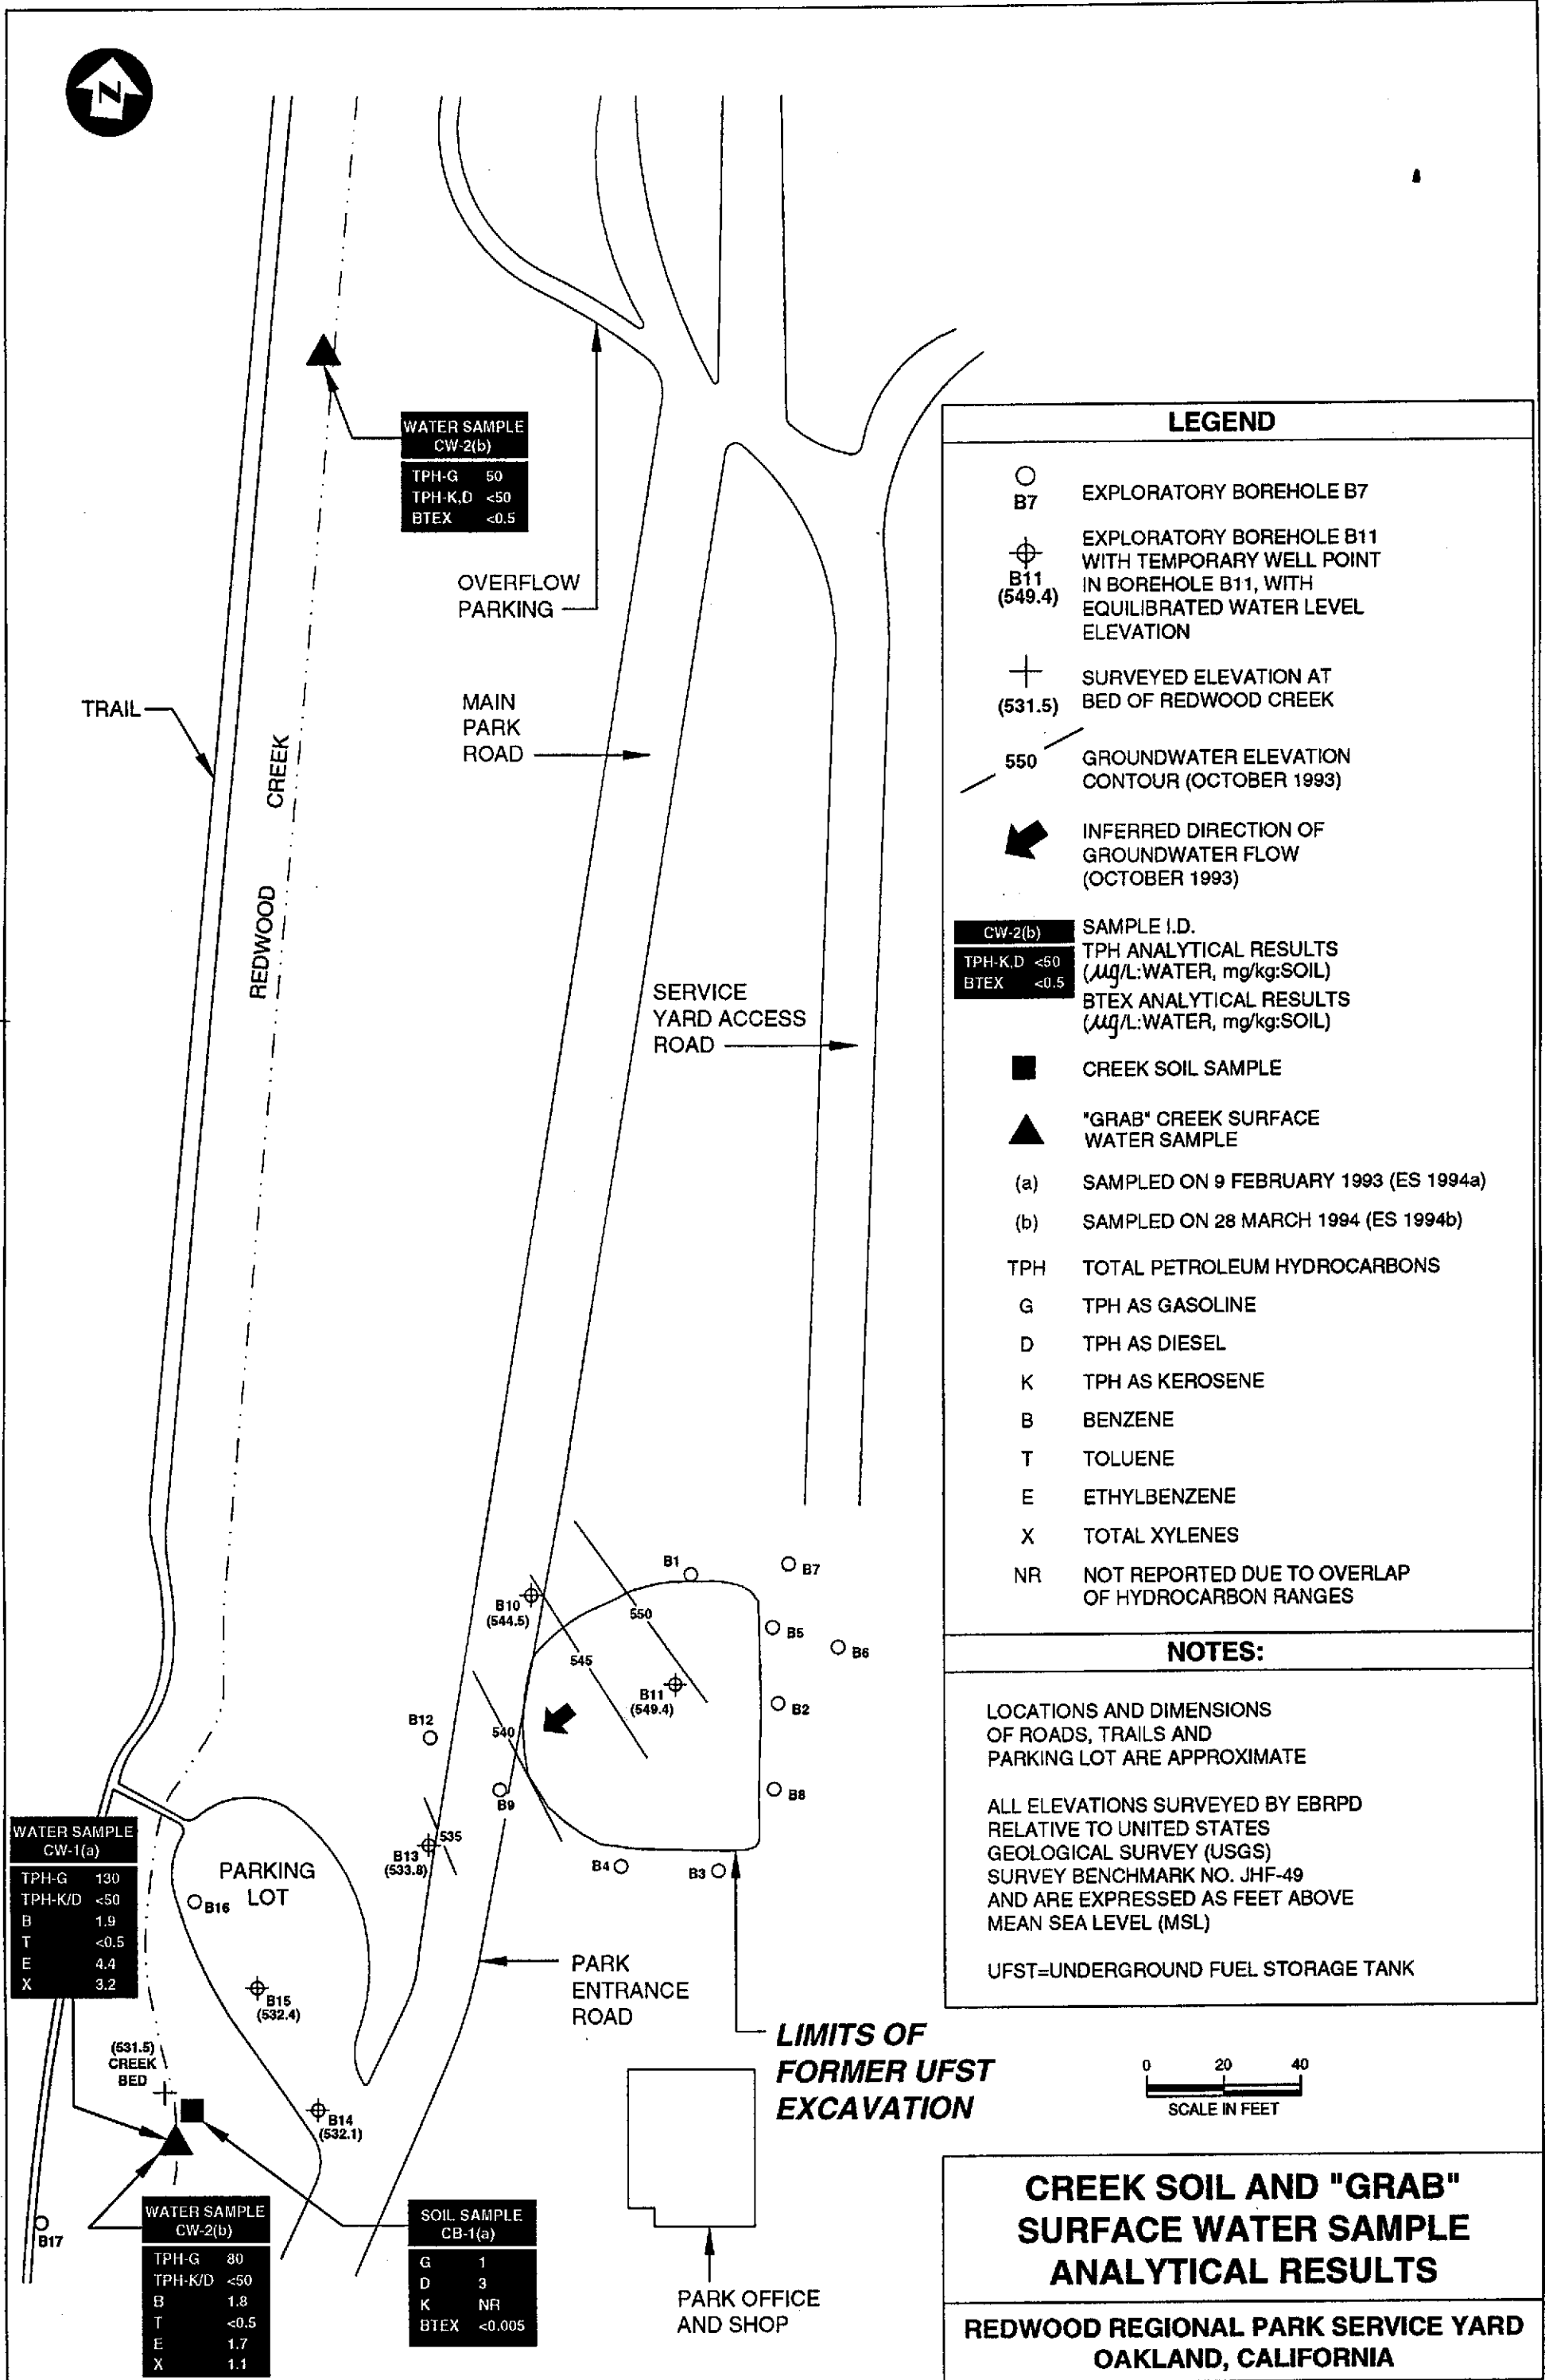 N
WATER SAMPLE
CW-2(b)
TPH-G 50
TPH-K,D <50
BTEX <0.5
OVERFLOW
PARKING
TRAIL
MAIN
PARK
ROAD
REDWOOD CREEK
SERVICE
YARD ACCESS
ROAD
B1
B7
B10
(544.5)
550
B5
B6
545
B11
(549.4)
B2
B12
540
B9
B8
535
B13
(533.8)
B4
B3
WATER SAMPLE
CW-1(a)
TPH-G 130
TPH-K/D <50
B 1.9
T <0.5
E 4.4
X 3.2
PARKING
LOT
B16
B15
(532.4)
PARK
ENTRANCE
ROAD
(531.5)
CREEK
BED
B14
(532.1)
LIMITS OF
FORMER UFST
EXCAVATION
B17
WATER SAMPLE
CW-2(b)
TPH-G 80
TPH-K/D <50
B 1.8
T <0.5
E 1.7
X 1.1
SOIL SAMPLE
CB-1(a)
G 1
D 3
K NR
BTEX <0.005
PARK OFFICE
AND SHOP
LEGEND
B7
EXPLORATORY BOREHOLE B7
B11
(549.4)
EXPLORATORY BOREHOLE B11
WITH TEMPORARY WELL POINT
IN BOREHOLE B11, WITH
EQUILIBRATED WATER LEVEL
ELEVATION
(531.5)
SURVEYED ELEVATION AT
BED OF REDWOOD CREEK
550
GROUNDWATER ELEVATION
CONTOUR (OCTOBER 1993)
INFERRED DIRECTION OF
GROUNDWATER FLOW
(OCTOBER 1993)
CW-2(b)
TPH-K,D <50
BTEX <0.5
SAMPLE I.D.
TPH ANALYTICAL RESULTS
(µg/L:WATER, mg/kg:SOIL)
BTEX ANALYTICAL RESULTS
(µg/L:WATER, mg/kg:SOIL)
CREEK SOIL SAMPLE
"GRAB" CREEK SURFACE
WATER SAMPLE
(a) SAMPLED ON 9 FEBRUARY 1993 (ES 1994a)
(b) SAMPLED ON 28 MARCH 1994 (ES 1994b)
TPH TOTAL PETROLEUM HYDROCARBONS
G TPH AS GASOLINE
D TPH AS DIESEL
K TPH AS KEROSENE
B BENZENE
T TOLUENE
E ETHYLBENZENE
X TOTAL XYLENES
NR NOT REPORTED DUE TO OVERLAP
OF HYDROCARBON RANGES
NOTES:
LOCATIONS AND DIMENSIONS
OF ROADS, TRAILS AND
PARKING LOT ARE APPROXIMATE
ALL ELEVATIONS SURVEYED BY EBRPD
RELATIVE TO UNITED STATES
GEOLOGICAL SURVEY (USGS)
SURVEY BENCHMARK NO. JHF-49
AND ARE EXPRESSED AS FEET ABOVE
MEAN SEA LEVEL (MSL)
UFST=UNDERGROUND FUEL STORAGE TANK
0 20 40
SCALE IN FEET
CREEK SOIL AND "GRAB"
SURFACE WATER SAMPLE
ANALYTICAL RESULTS
REDWOOD REGIONAL PARK SERVICE YARD
OAKLAND, CALIFORNIA